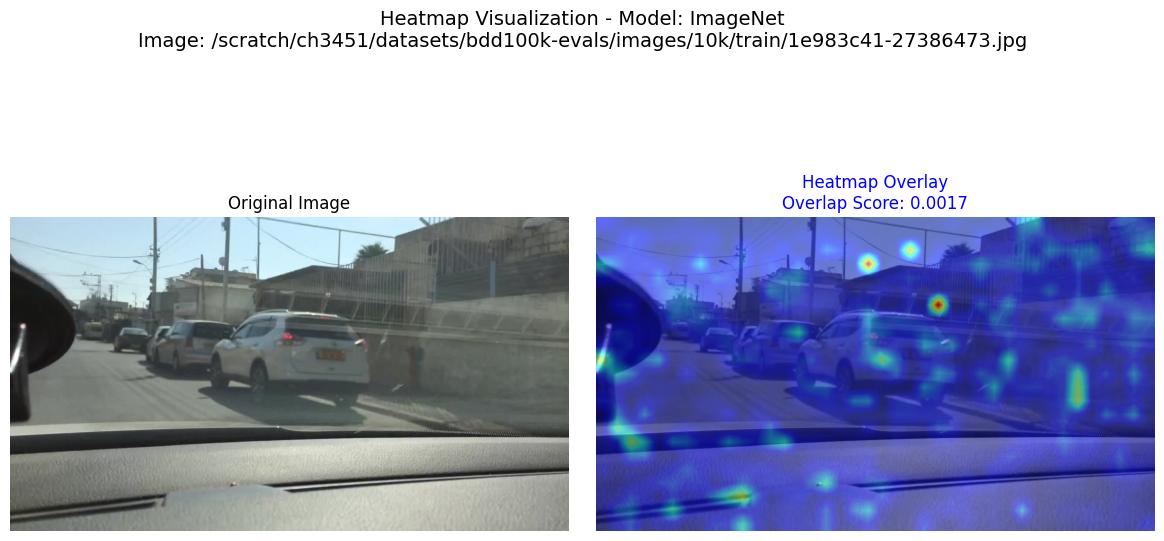 Heatmap Visualization - Model: ImageNet
Image: /scratch/ch3451/datasets/bdd100k-evals/images/10k/train/1e983c41-27386473.jpg
Original Image
Heatmap Overlay
Overlap Score: 0.0017